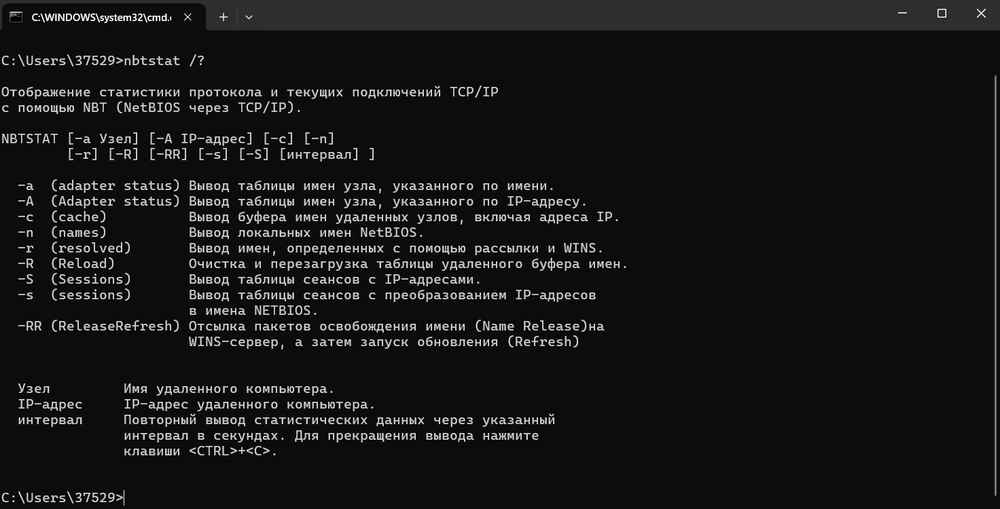 C:\WINDOWS\system32\cmd.
C:\Users\37529>nbtstat /?
Отображение статистики протокола и текущих подключений TCP/IP
с помощью NBT (NetBIOS через TCP/IP).
NBTSTAT [-a Узел] [-A IP-адрес] [-c] [-n]
[-r] [-R] [-RR] [-s] [-S] [интервал] ]
-a (adapter status) Вывод таблицы имен узла, указанного по имени.
-A (Adapter status) Вывод таблицы имен узла, указанного по IP-адресу.
-c (cache) Вывод буфера имен удаленных узлов, включая адреса IP.
-n (names) Вывод локальных имен NetBIOS.
-r (resolved) Вывод имен, определенных с помощью рассылки и WINS.
-R (Reload) Очистка и перезагрузка таблицы удаленного буфера имен.
-S (Sessions) Вывод таблицы сеансов с IP-адресами.
-s (sessions) Вывод таблицы сеансов с преобразованием IP-адресов
в имена NETBIOS.
-RR (ReleaseRefresh) Отсылка пакетов освобождения имени (Name Release)на
WINS-сервер, а затем запуск обновления (Refresh)
Узел Имя удаленного компьютера.
IP-адрес IP-адрес удаленного компьютера.
интервал Повторный вывод статистических данных через указанный
интервал в секундах. Для прекращения вывода нажмите
клавиши <CTRL>+<C>.
C:\Users\37529>